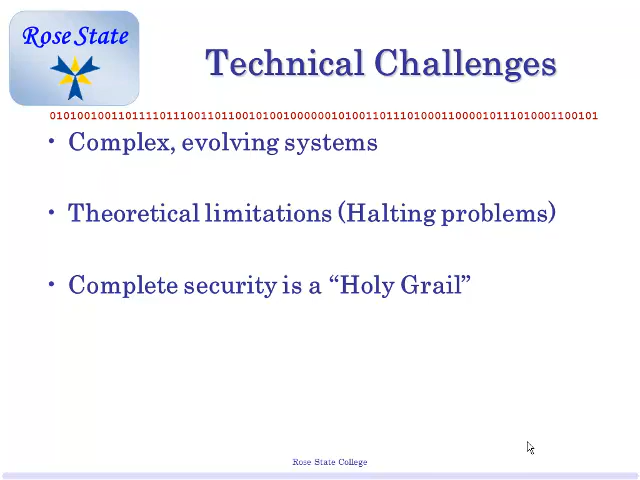 Rose State
Technical Challenges
01010010011011110111001101100101001000000101001101110100011000010111010001100101
• Complex, evolving systems
• Theoretical limitations (Halting problems)
• Complete security is a “Holy Grail”
Rose State College